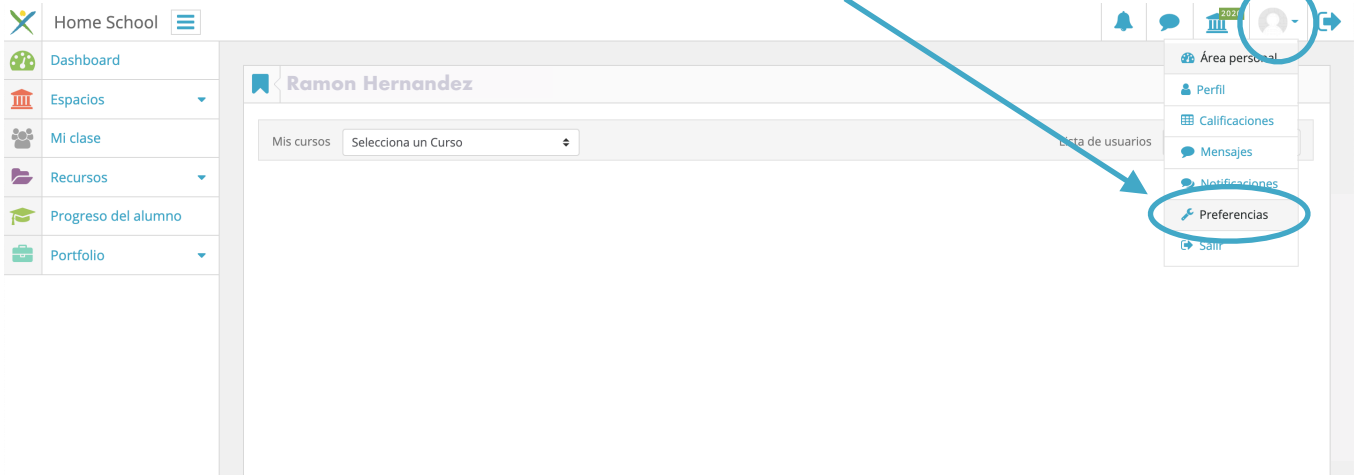 Home School
2020
Dashboard
Espacios
Mi clase
Recursos
Progreso del alumno
Portfolio
Ramon Hernandez
Mis cursos
Selecciona un Curso
Lista de usuarios
Área personal
Perfil
Calificaciones
Mensajes
Notificaciones
Preferencias
Salir